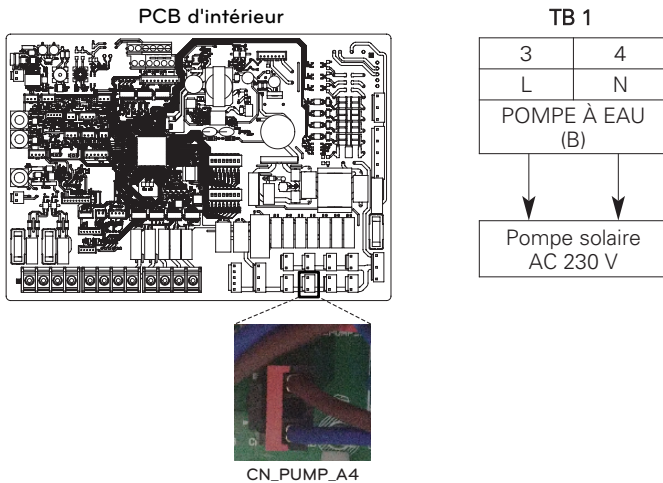 PCB d'intérieur
TB 1
3 4
L N
POMPE À EAU
(B)
Pompe solaire
AC 230 V
CN_PUMP_A4